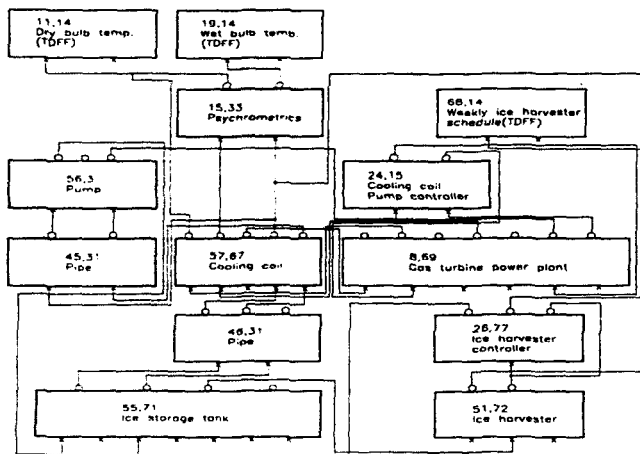 11,14
Dry bulb temp.
(TDFF)
19,14
Wet bulb temb.
(TDFF)
15,33
Psychrometrics
66,14
Weekly ice harvester
schedule(TDFF)
56,3
Pump
24,15
Cooling coil
Pump controller
45,31
Pipe
57,67
Cooling coil
8,69
Gas turbine power plant
46,31
Pipe
26,77
Ice harvester
controller
55,71
Ice storage tank
51,72
Ice harvester